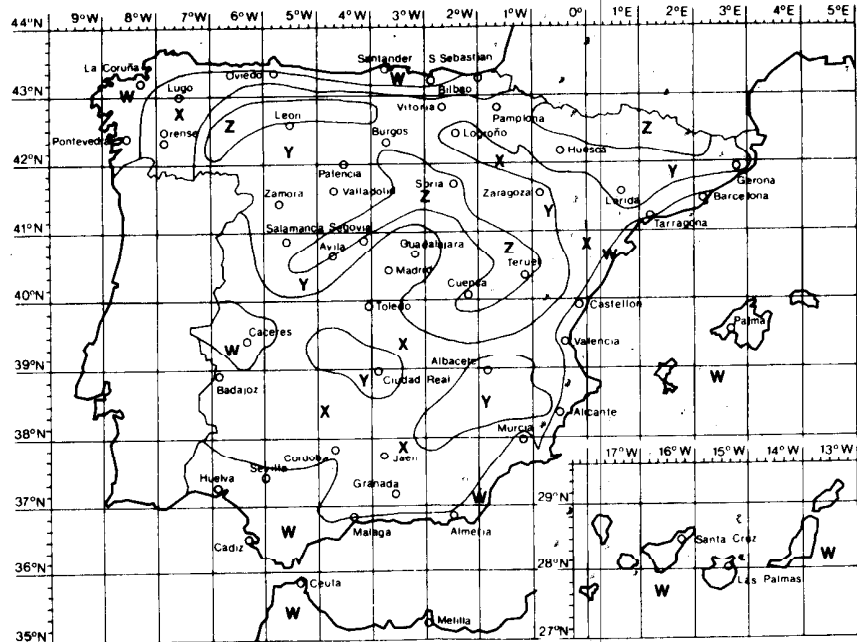 44°N 9°W 8°W 7°W 6°W 5°W 4°W 3°W 2°W 1°W 0° 1°E 2°E 3°E 4°E
La Coruña Santander S Sebastián
43°N W Lugo Oviedo W Bilbao
X Vitoria Pamplona
Pontevedra Orense Z León Burgos Logroño Z Huesca
42°N Y X Y
Palencia Gerona
Zamora Valladolid Soria Z Zaragoza Lerida Barcelona
41°N Y Tarragona
Salamanca Segovia
Avila Guadalajara Z X W
Y Madrid Teruel
Cuenca
40°N Toledo Castellon Palma
Caceres
W X Valencia
39°N Albacete W
Badajoz Y Ciudad Real
X Y Alicante
38°N Murcia
Cordoba X Jaen
Huelva Sevilla
37°N Granada W
W Malaga Almeria
Cadiz
36°N Ceuta
W Melilla
35°N
17°W 16°W 15°W 14°W 13°W
29°N
Santa Cruz
28°N W
W Las Palmas
27°N